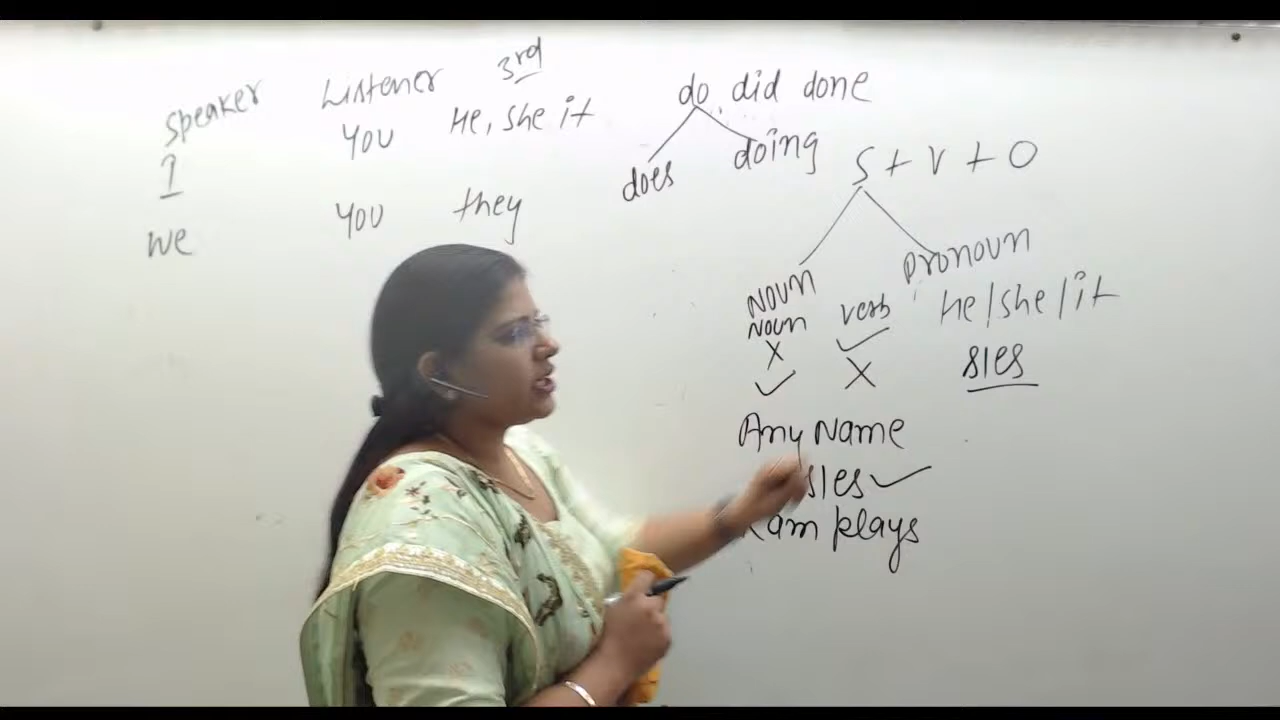 speaker Listener 3rd
I YOU He, she it
we YOU they
do, did done
does doing
S + V + O
Noun pronoun
Noun verb He/she/it
X ✓ s/es
✓ X
Any Name
s/es ✓
Ram plays